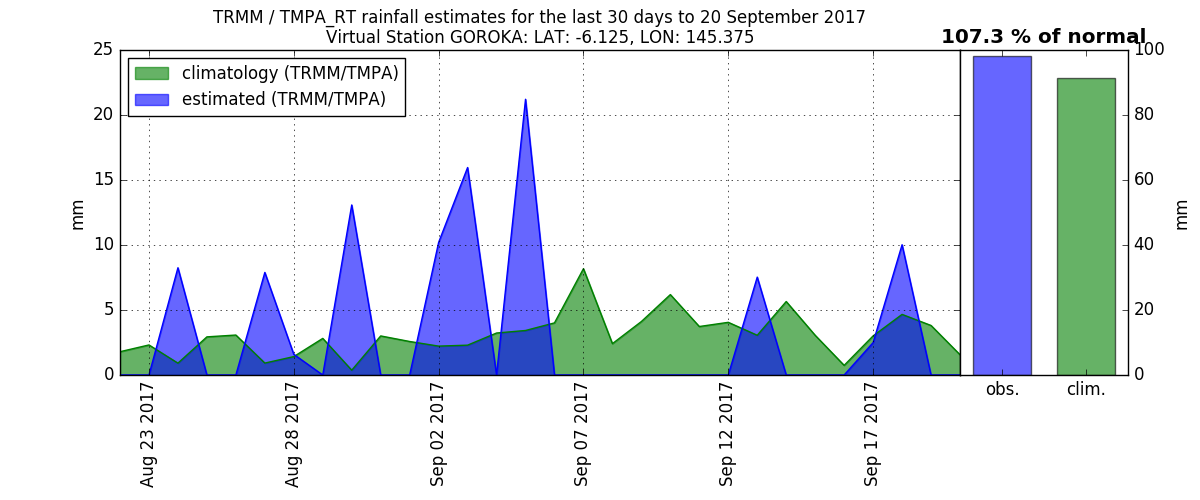 TRMM / TMPA_RT rainfall estimates for the last 30 days to 20 September 2017
Virtual Station GOROKA: LAT: -6.125, LON: 145.375
107.3 % of normal
climatology (TRMM/TMPA)
estimated (TRMM/TMPA)
25
20
15
10
5
0
mm
Aug 23 2017
Aug 28 2017
Sep 02 2017
Sep 07 2017
Sep 12 2017
Sep 17 2017
100
80
60
40
20
0
mm
obs.
clim.